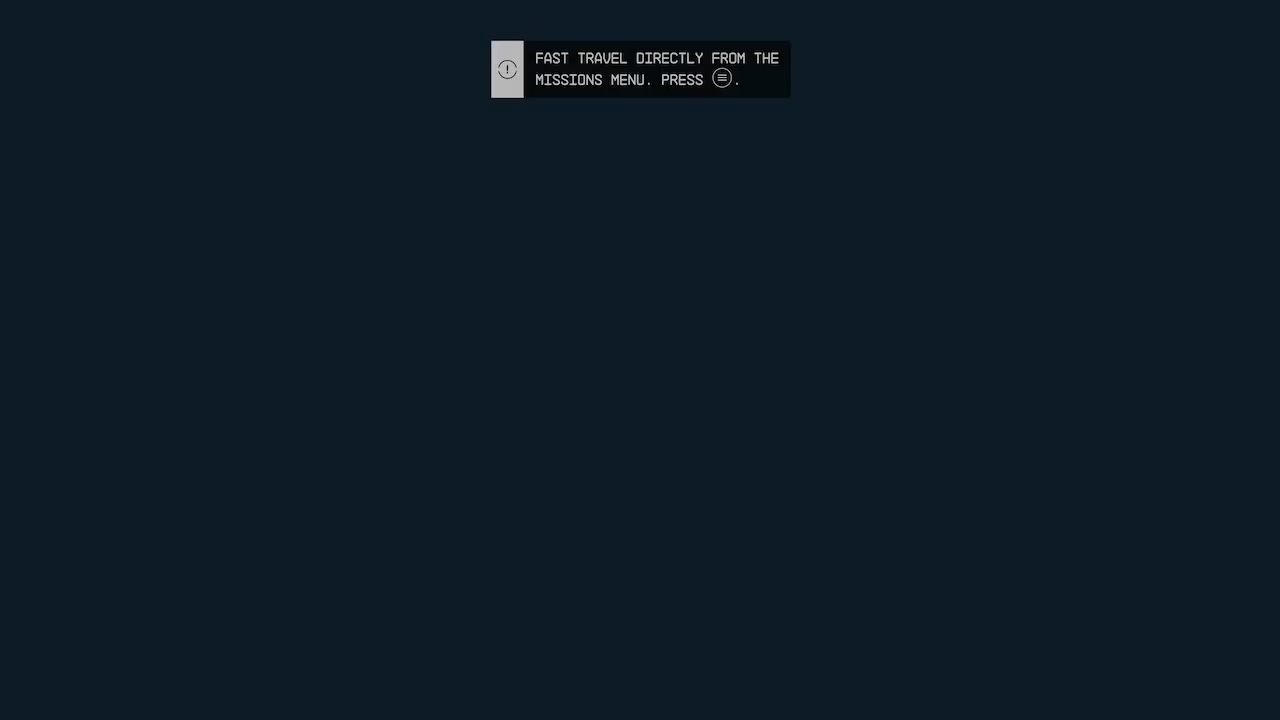 FAST TRAVEL DIRECTLY FROM THE
MISSIONS MENU. PRESS .